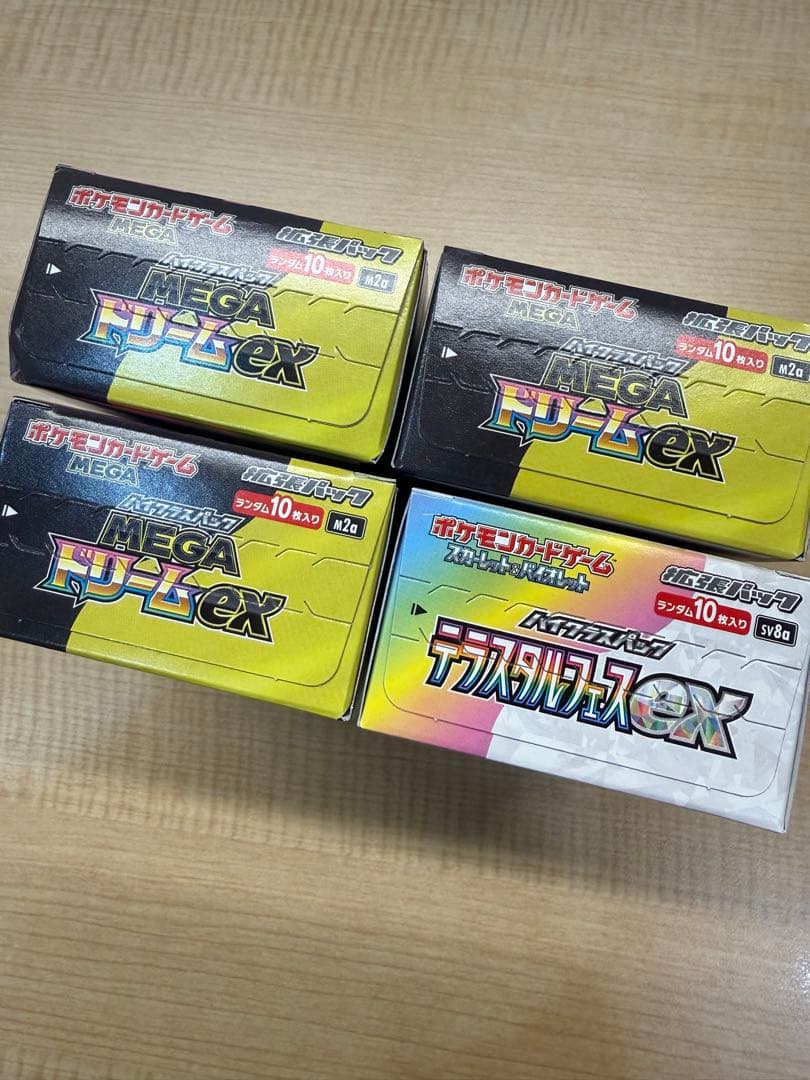 ポケモンカードゲーム
MEGA
拡張パック
ランダム10枚入り
M2a
ハイクラスパック
MEGA
ドリームex
ポケモンカードゲーム
MEGA
拡張パック
ランダム10枚入り
M2a
ハイクラスパック
MEGA
ドリームex
ポケモンカードゲーム
MEGA
拡張パック
ランダム10枚入り
M2a
ハイクラスパック
MEGA
ドリームex
ポケモンカードゲーム
スカーレット&バイオレット
拡張パック
ランダム10枚入り
SV8a
ハイクラスパック
テラスタルフェスex